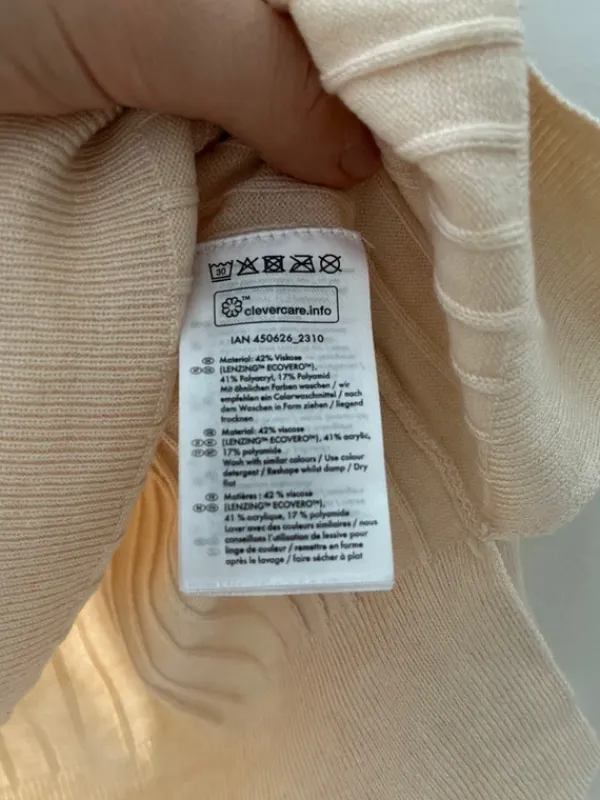 30
clevercare.info
TM
IAN 450626_2310
Material: 42% Viskose
(LENZING™ ECOVERO™),
41% Polyacryl, 17% Polyamid
Mit ähnlichen Farben waschen / wir
empfehlen ein Colorwaschmittel / nach
dem Waschen in Form ziehen / liegend
trocknen
Material: 42% viscose
(LENZING™ ECOVERO™), 41% acrylic,
17% polyamide
Wash with similar colours / Use colour
detergent / Reshape whilst damp / Dry
flat
Matières : 42 % viscose
(LENZING™ ECOVERO™),
41 % acrylique, 17 % polyamide
Laver avec des couleurs similaires / nous
conseillons l'utilisation de lessive pour
linge de couleur / remettre en forme
après le lavage / faire sécher à plat